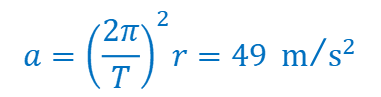 a = (2π/T)² r = 49 m/s²